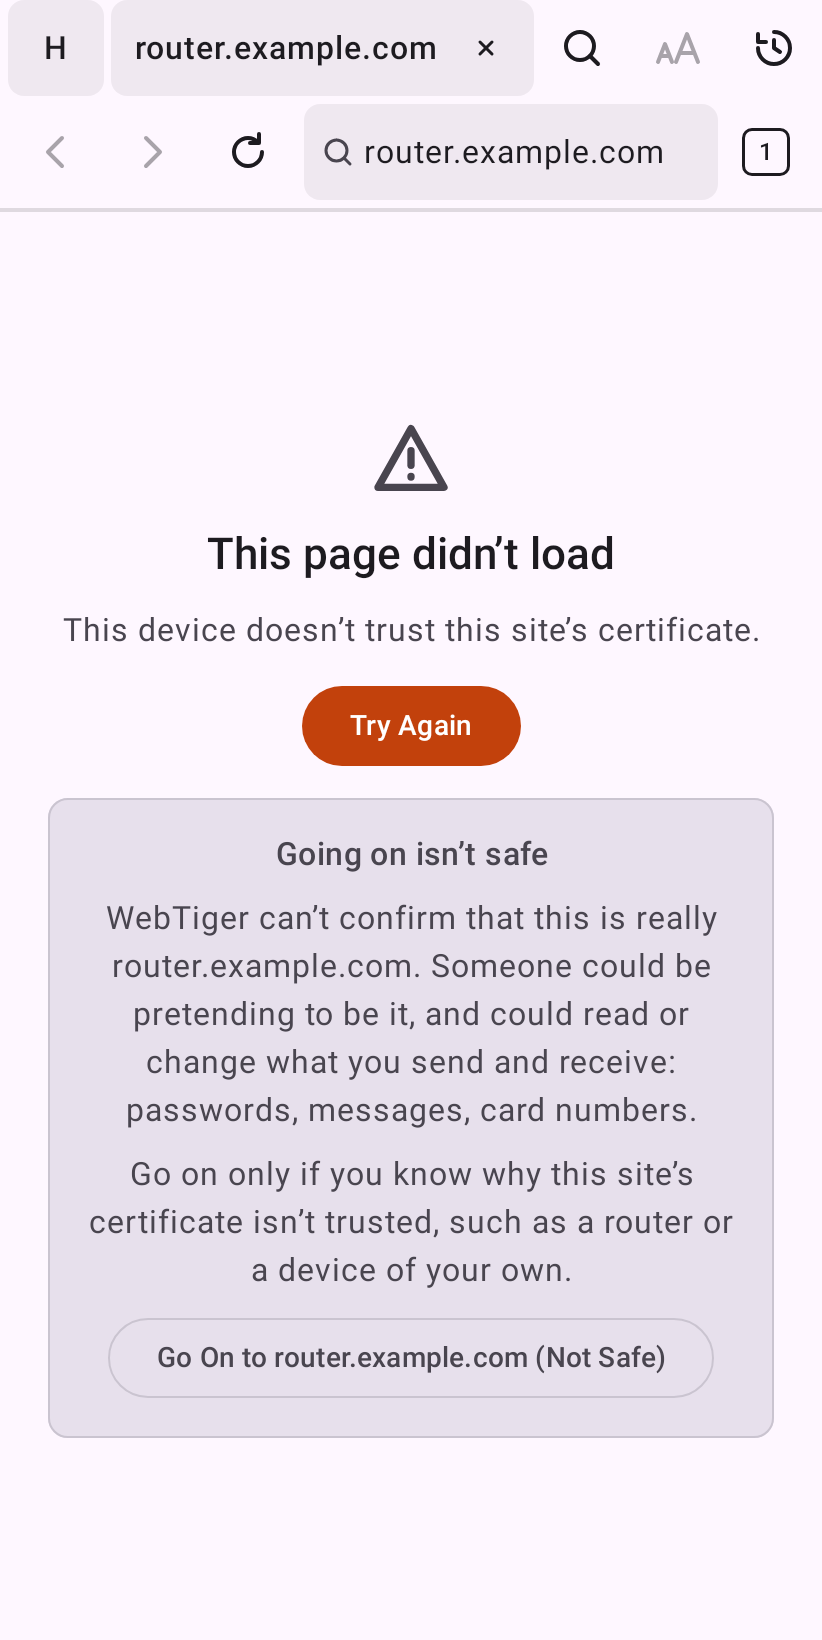 H
router.example.com
router.example.com
1
This page didn’t load
This device doesn’t trust this site’s certificate.
Try Again
Going on isn’t safe
WebTiger can’t confirm that this is really
router.example.com. Someone could be
pretending to be it, and could read or
change what you send and receive:
passwords, messages, card numbers.
Go on only if you know why this site’s
certificate isn’t trusted, such as a router or
a device of your own.
Go On to router.example.com (Not Safe)